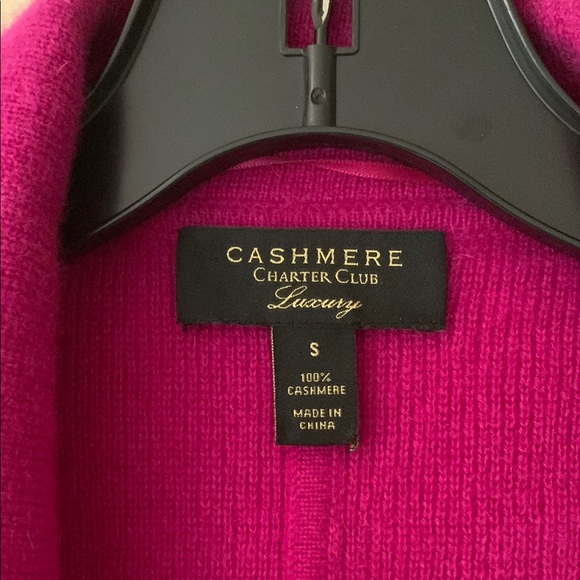 CASHMERE
CHARTER CLUB
Luxury
S
100%
CASHMERE
MADE IN
CHINA